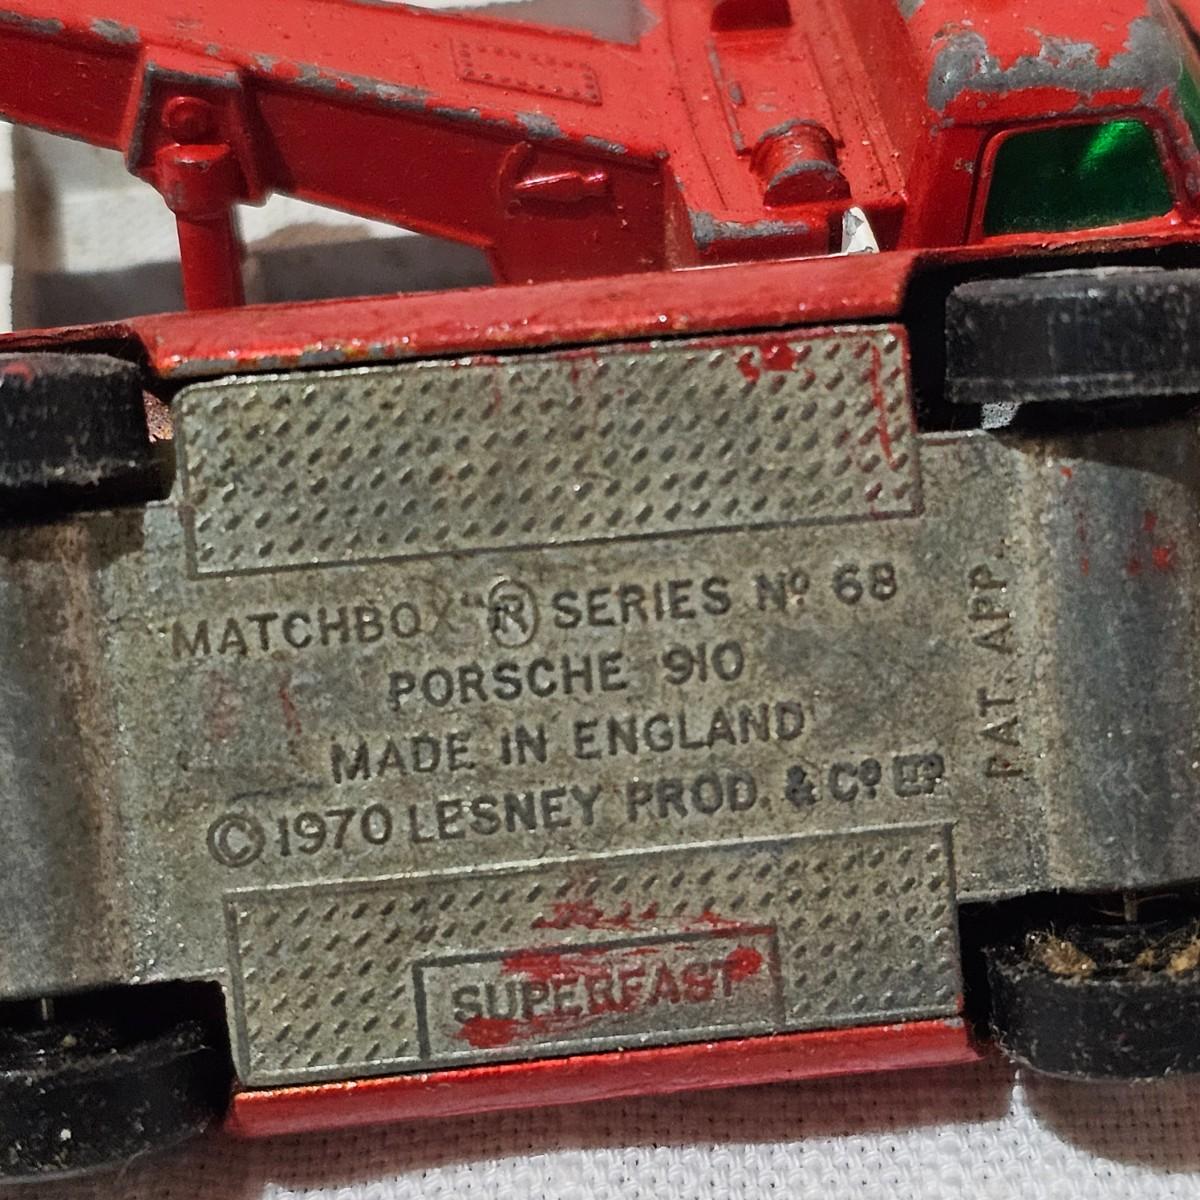 "MATCHBOX" ® SERIES Nº 68
PORSCHE 910
MADE IN ENGLAND
© 1970 LESNEY PROD. & Cº LTD
PAT. APP.
SUPERFAST